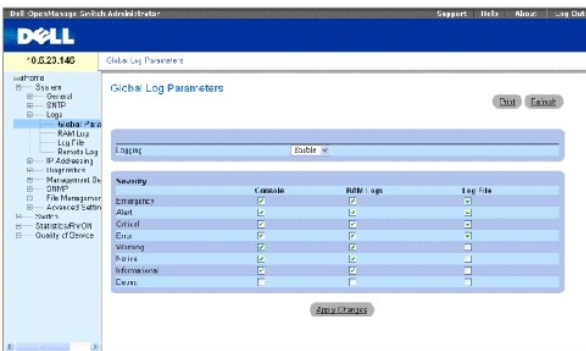 Dell OpenManage Switch Administrator
Support Help About Log Out
DELL
10.6.23.146
Global Log Parameters
Home
System
General
SNTP
Logs
Global Para
RAM Log
Log File
Remote Log
IP Addressing
Diagnostics
Management Se
SNMP
File Managemen
Advanced Settin
Switch
Statistics/RMON
Quality of Service
Global Log Parameters
Print Refresh
Logging Enable
Severity
Console RAM Logs Log File
Emergency
Alert
Critical
Error
Warning
Notice
Informational
Debug
Apply Changes